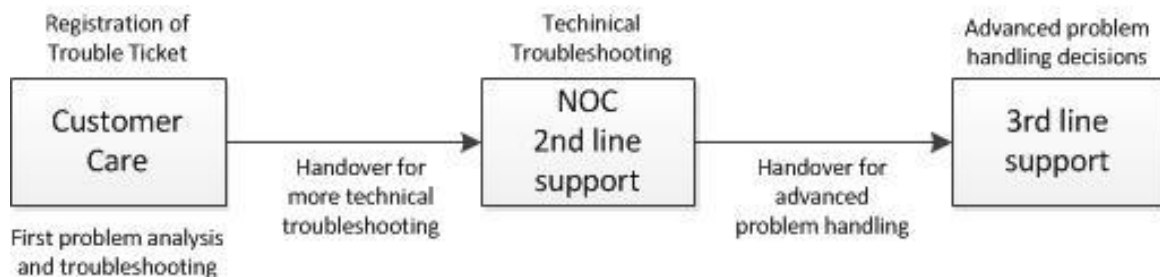 Registration of
Trouble Ticket
Customer
Care
First problem analysis
and troubleshooting
Handover for
more technical
troubleshooting
Techinical
Troubleshooting
NOC
2nd line
support
Handover for
advanced
problem handling
Advanced problem
handling decisions
3rd line
support